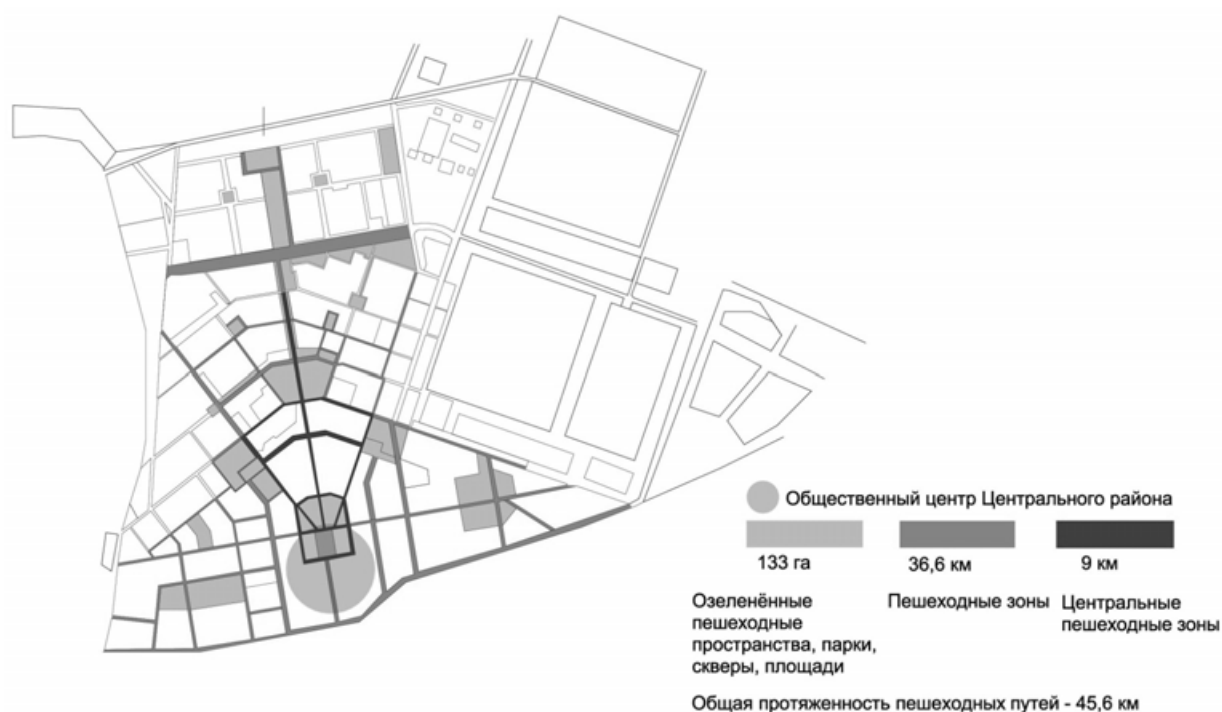 Общественный центр Центрального района
133 га
36,6 км
9 км
Озеленённые
пешеходные
пространства, парки,
скверы, площади
Пешеходные зоны
Центральные
пешеходные зоны
Общая протяженность пешеходных путей - 45,6 км